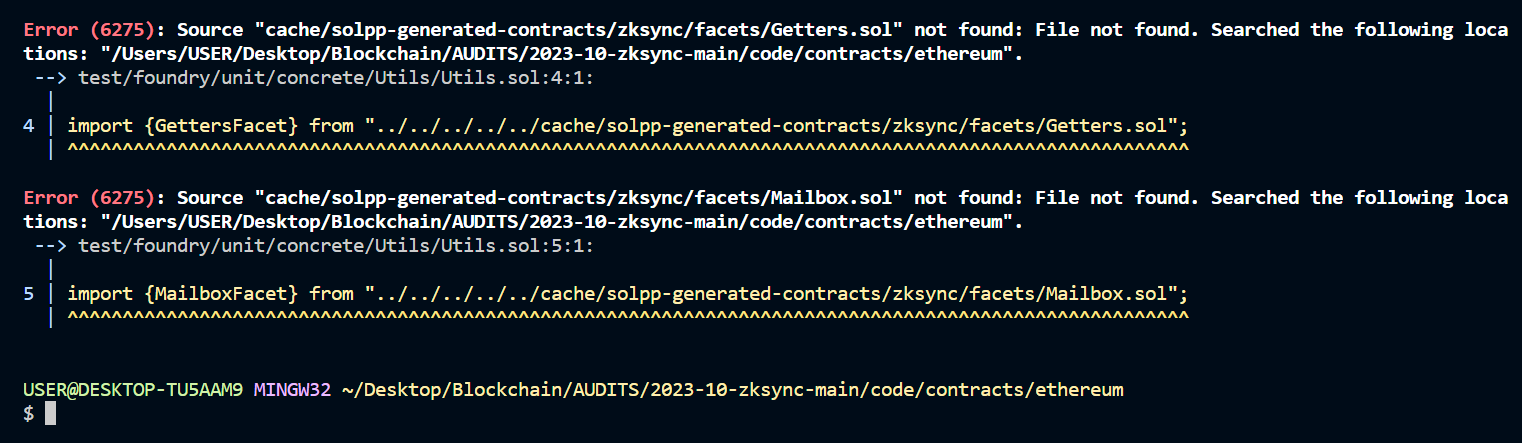 Error (6275): Source "cache/solpp-generated-contracts/zksync/facets/Getters.sol" not found: File not found. Searched the following loca
tions: "/Users/USER/Desktop/Blockchain/AUDITS/2023-10-zksync-main/code/contracts/ethereum".
 --> test/foundry/unit/concrete/Utils/Utils.sol:4:1:
  |
4 | import {GettersFacet} from "../../../../../cache/solpp-generated-contracts/zksync/facets/Getters.sol";
  | ^^^^^^^^^^^^^^^^^^^^^^^^^^^^^^^^^^^^^^^^^^^^^^^^^^^^^^^^^^^^^^^^^^^^^^^^^^^^^^^^^^^^^^^^^^^^^^^^^^^^^^
Error (6275): Source "cache/solpp-generated-contracts/zksync/facets/Mailbox.sol" not found: File not found. Searched the following loca
tions: "/Users/USER/Desktop/Blockchain/AUDITS/2023-10-zksync-main/code/contracts/ethereum".
 --> test/foundry/unit/concrete/Utils/Utils.sol:5:1:
  |
5 | import {MailboxFacet} from "../../../../../cache/solpp-generated-contracts/zksync/facets/Mailbox.sol";
  | ^^^^^^^^^^^^^^^^^^^^^^^^^^^^^^^^^^^^^^^^^^^^^^^^^^^^^^^^^^^^^^^^^^^^^^^^^^^^^^^^^^^^^^^^^^^^^^^^^^^^^^
USER@DESKTOP-TU5AAM9 MINGW32 ~/Desktop/Blockchain/AUDITS/2023-10-zksync-main/code/contracts/ethereum
$